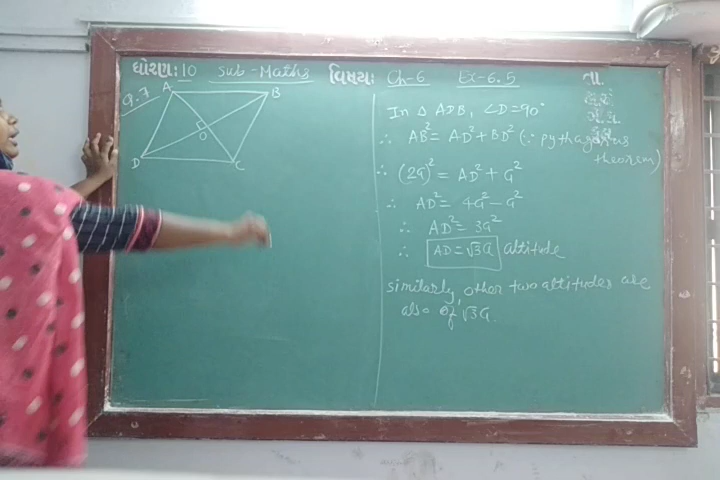 ધોરણ: 10 Sub-Maths વિષય: Ch-6 Ex-6.5 તા.
Q.7
A B
O
D C
In △ ADB, ∠D=90°
∴ AB² = AD² + BD² (∵ pythagorus theorem)
∴ (2a)² = AD² + a²
∴ AD² = 4a² - a²
∴ AD² = 3a²
∴ AD = √3a altitude
similarly, other two altitudes are
also of √3a.